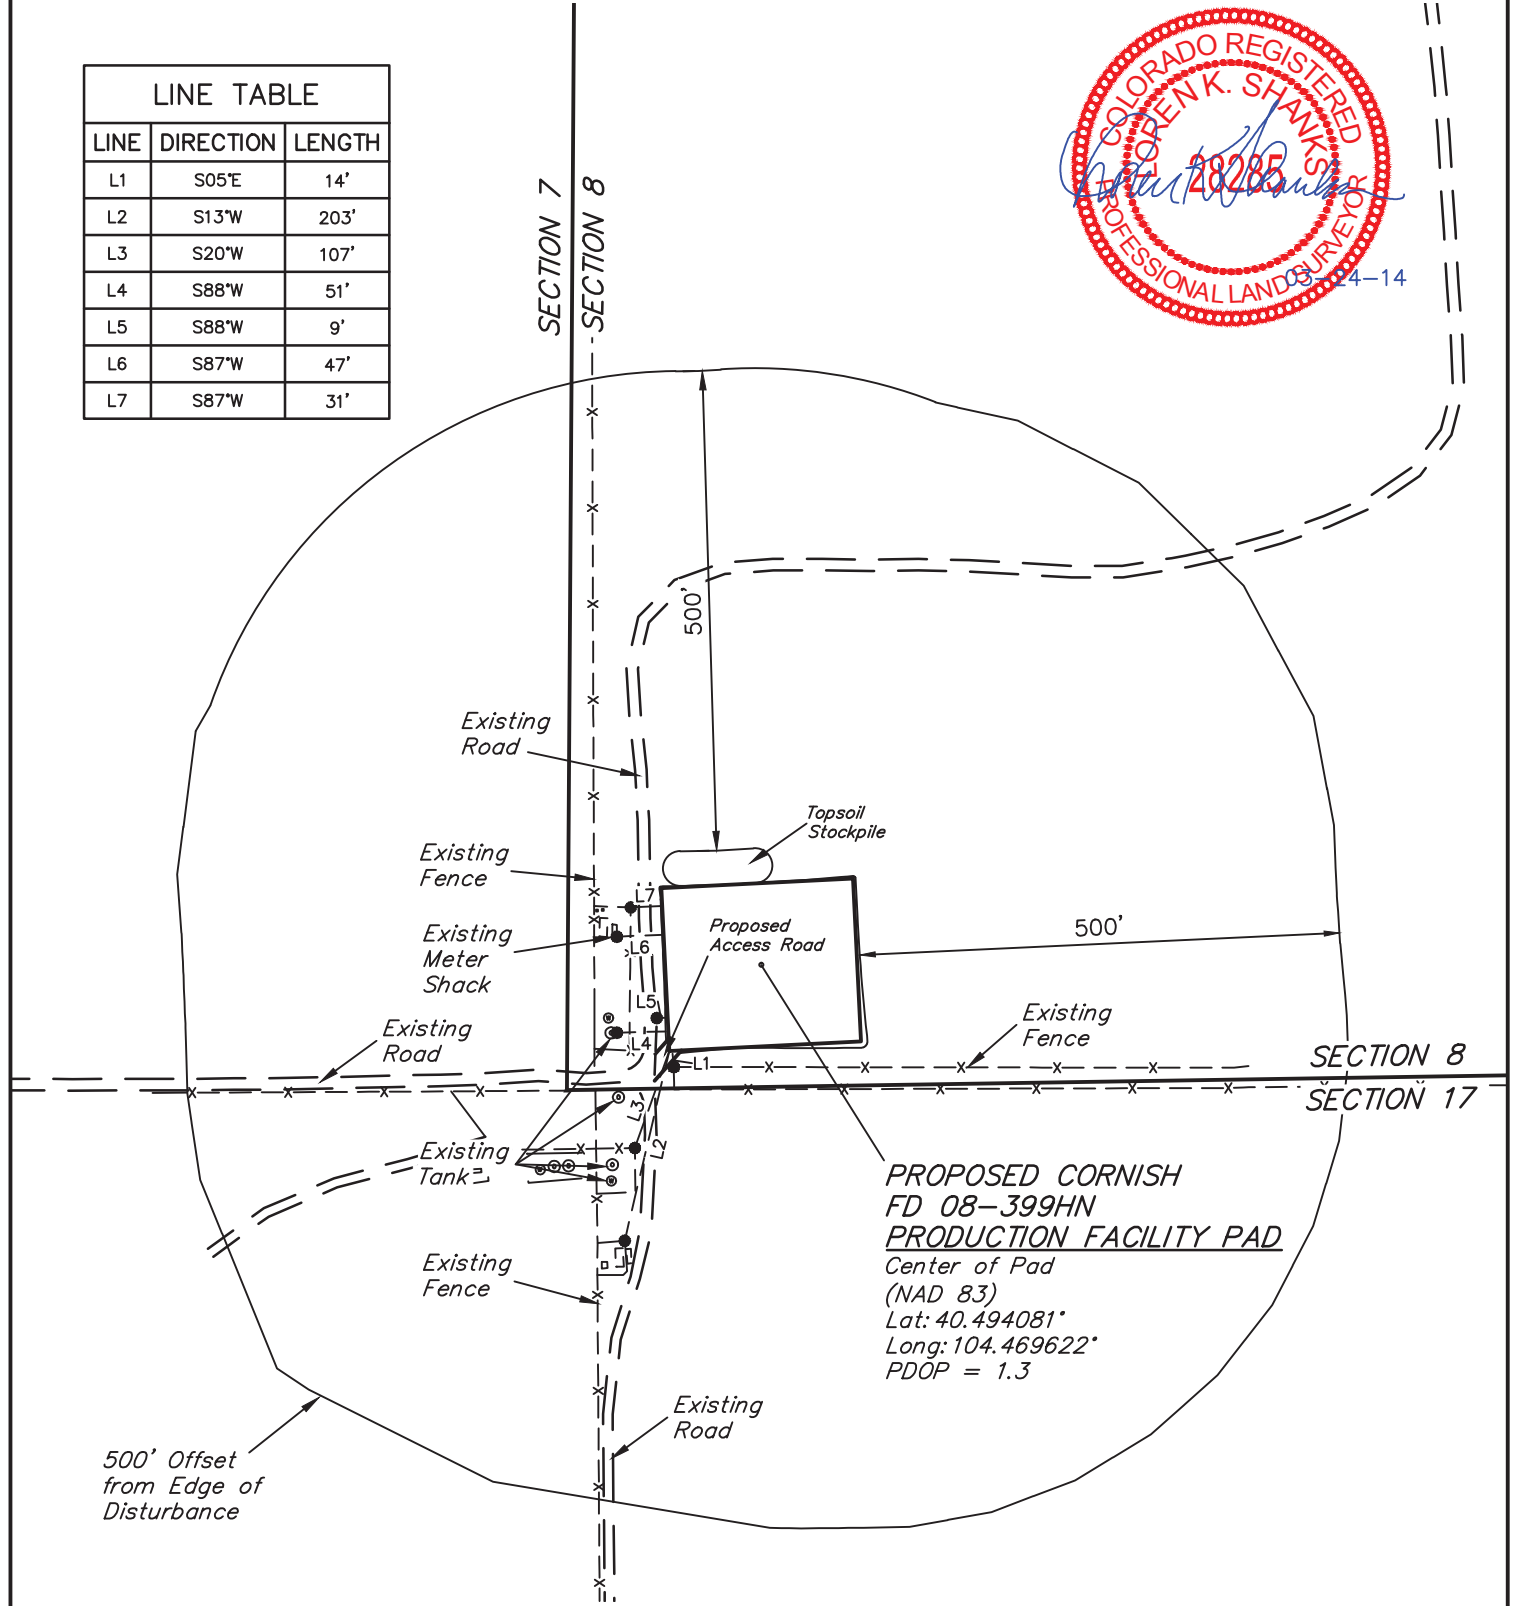 LINE TABLE
LINE DIRECTION LENGTH
L1 S05°E 14'
L2 S13°W 203'
L3 S20°W 107'
L4 S88°W 51'
L5 S88°W 9'
L6 S87°W 47'
L7 S87°W 31'
COLORADO REGISTERED
LOREN K. SHANKS
28285
PROFESSIONAL LAND SURVEYOR
03-24-14
SECTION 7
SECTION 8
500'
Existing
Road
Topsoil
Stockpile
Existing
Fence
L7
Proposed
Access Road
500'
Existing
Meter
Shack
L6
L5
Existing
Road
L4
Existing
Fence
L1
SECTION 8
SECTION 17
L3
L2
Existing
Tank
PROPOSED CORNISH
FD 08-399HN
PRODUCTION FACILITY PAD
Center of Pad
(NAD 83)
Lat: 40.494081°
Long: 104.469622°
PDOP = 1.3
Existing
Fence
Existing
Road
500' Offset
from Edge of
Disturbance